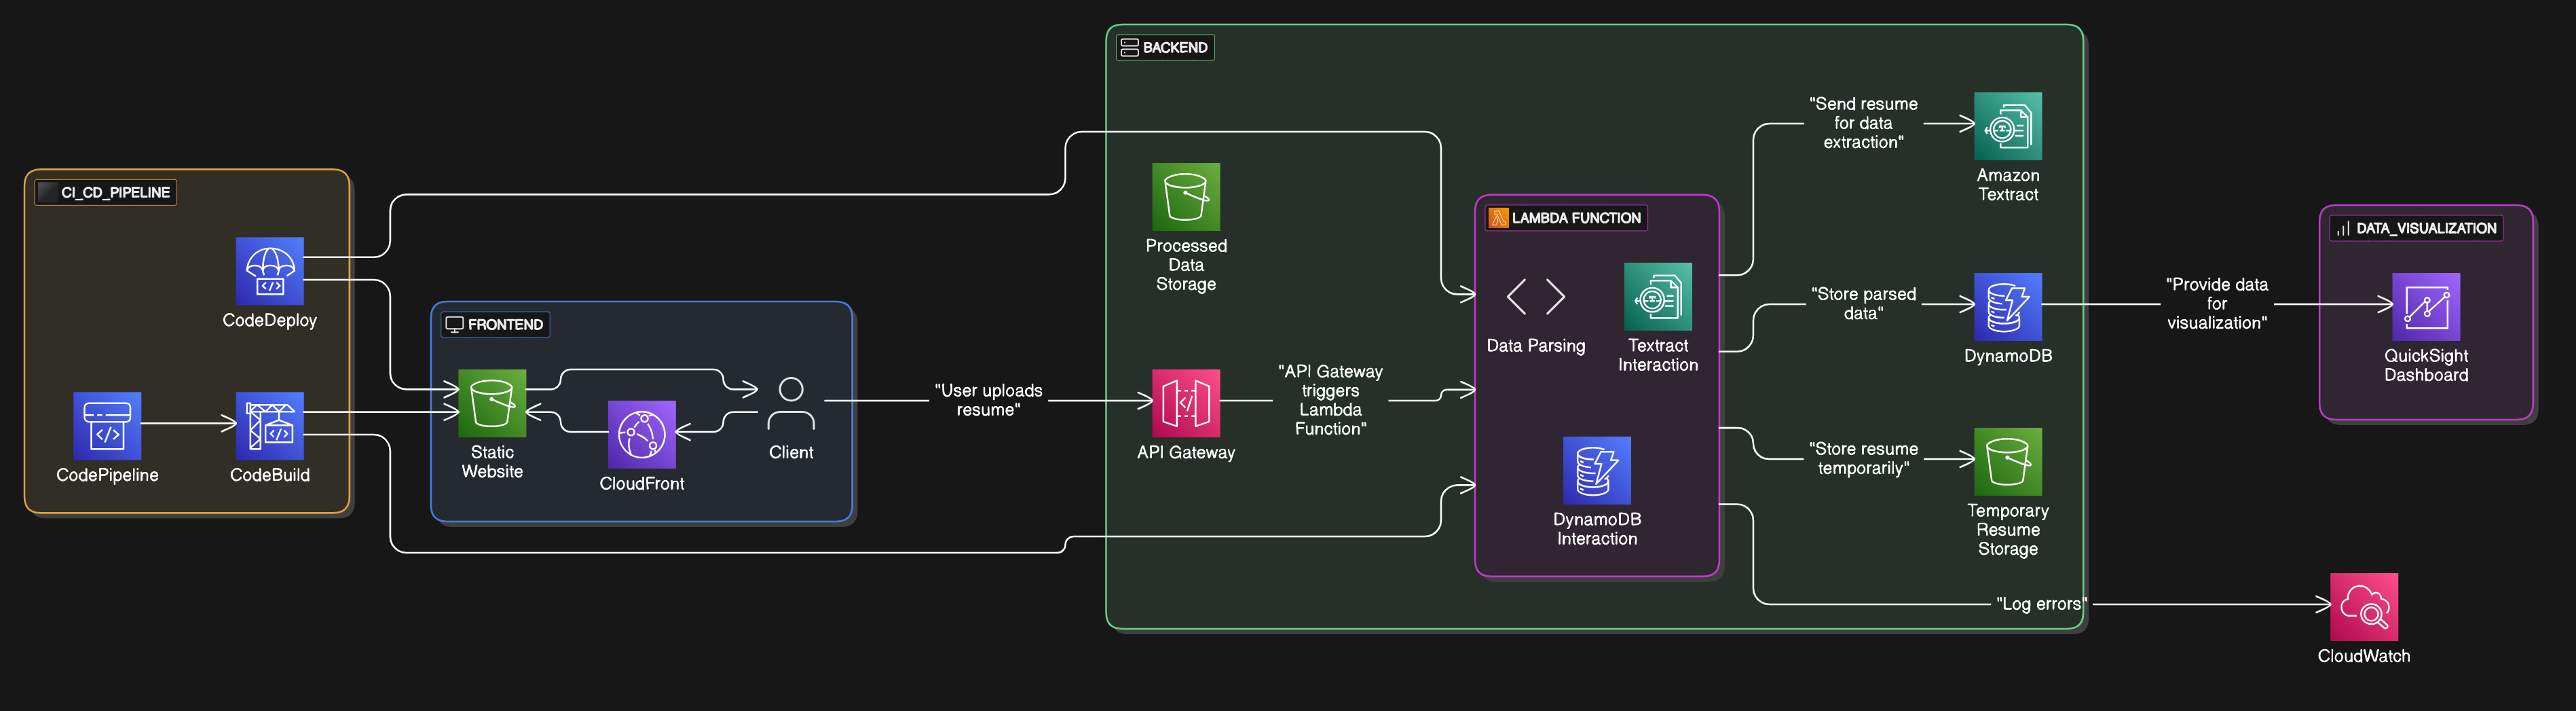 BACKEND
"Send resume
for data
extraction"
Amazon
Textract
CI_CD_PIPELINE
CodeDeploy
CodePipeline
CodeBuild
FRONTEND
Static
Website
CloudFront
Client
"User uploads
resume"
Processed
Data
Storage
API Gateway
"API Gateway
triggers
Lambda
Function"
LAMBDA FUNCTION
Data Parsing
Textract
Interaction
DynamoDB
Interaction
"Store parsed
data"
DynamoDB
"Store resume
temporarily"
Temporary
Resume
Storage
"Log errors"
"Provide data
for
visualization"
DATA_VISUALIZATION
QuickSight
Dashboard
CloudWatch